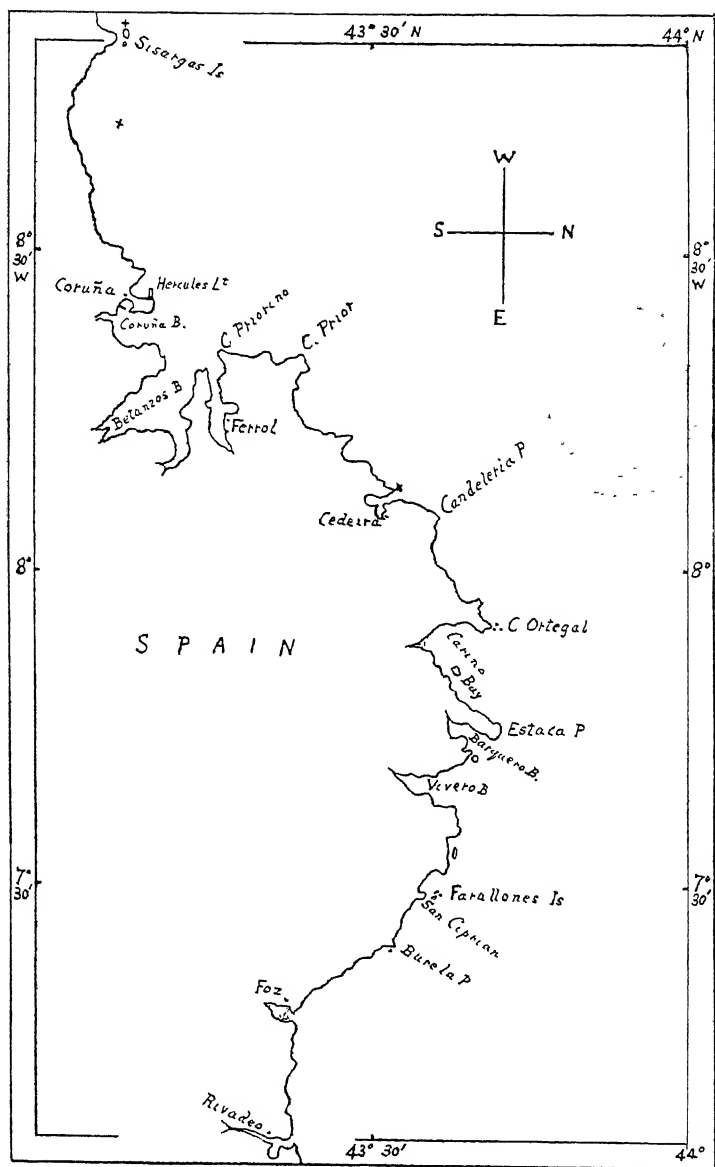 43° 30' N
44° N
Sisargas Is
W
S N
E
8°
30'
W
8°
30'
W
Coruña
Hercules Lt
Coruña B.
C. Prioriño
C. Prior
Betanzos B
Ferrol
Candeleria P
Cedeira
8°
8°
C Ortegal
SPAIN
Carino
Bay
Estaca P
Barquero B.
Vivero B
7°
30'
7°
30'
Farallones Is
San Ciprian
Burela P
Foz
Rivadeo
43° 30'
44°